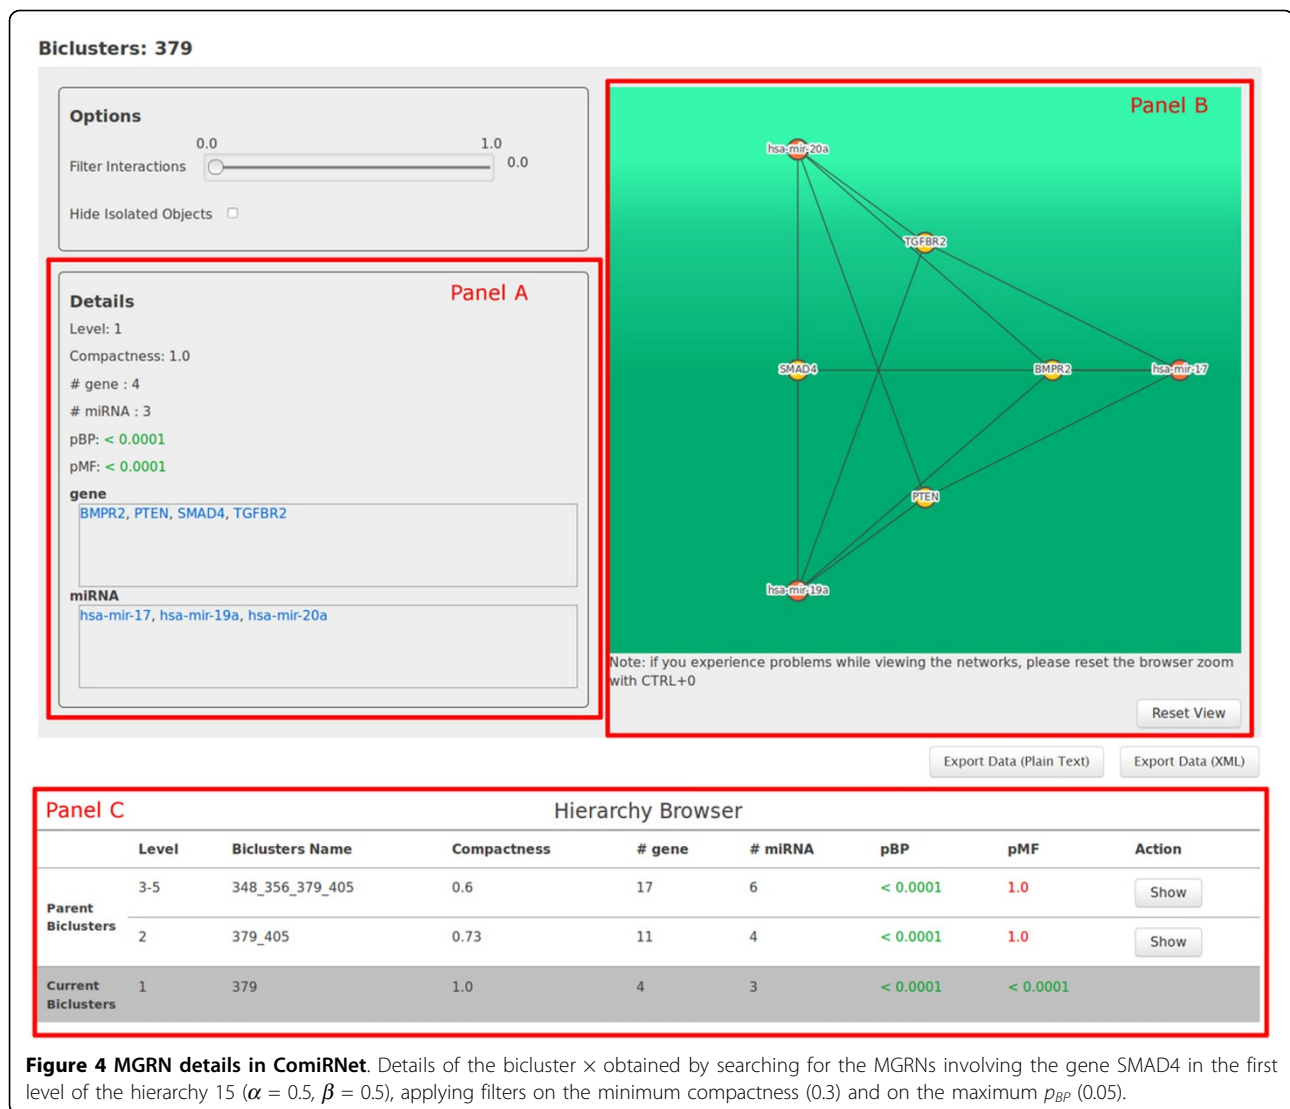 Biclusters: 379
Options
0.0 1.0
Filter Interactions 0.0
Hide Isolated Objects
Panel A
Details
Level: 1
Compactness: 1.0
# gene : 4
# miRNA : 3
pBP: < 0.0001
pMF: < 0.0001
gene
BMPR2, PTEN, SMAD4, TGFBR2
miRNA
hsa-mir-17, hsa-mir-19a, hsa-mir-20a
Panel B
hsa-mir-20a
TGFBR2
SMAD4 BMPR2 hsa-mir-17
PTEN
hsa-mir-19a
Note: if you experience problems while viewing the networks, please reset the browser zoom
with CTRL+0
Reset View
Export Data (Plain Text) Export Data (XML)
Panel C Hierarchy Browser
Level Biclusters Name Compactness # gene # miRNA pBP pMF Action
Parent Biclusters
3-5 348_356_379_405 0.6 17 6 < 0.0001 1.0 Show
2 379_405 0.73 11 4 < 0.0001 1.0 Show
Current Biclusters
1 379 1.0 4 3 < 0.0001 < 0.0001
Figure 4 MGRN details in ComiRNet. Details of the bicluster × obtained by searching for the MGRNs involving the gene SMAD4 in the first
level of the hierarchy 15 (α = 0.5, β = 0.5), applying filters on the minimum compactness (0.3) and on the maximum pBP (0.05).